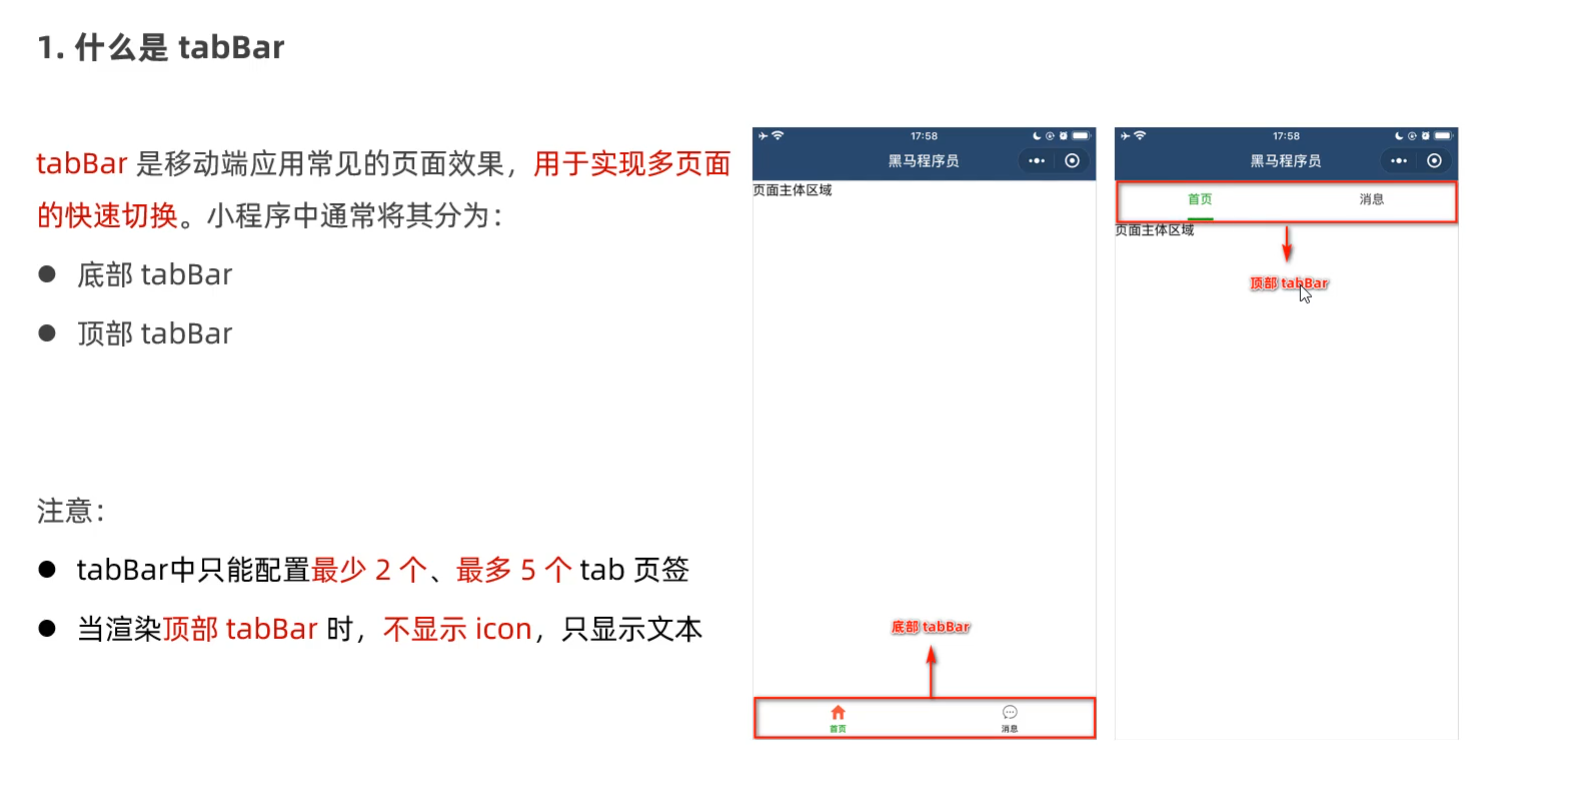 1. 什么是 tabBar
tabBar 是移动端应用常见的页面效果，用于实现多页面
的快速切换。小程序中通常将其分为：
● 底部 tabBar
● 顶部 tabBar
注意：
● tabBar中只能配置最少 2 个、最多 5 个 tab 页签
● 当渲染顶部 tabBar 时，不显示 icon，只显示文本
17:58
黑马程序员
页面主体区域
底部 tabBar
首页
消息
17:58
黑马程序员
首页
消息
页面主体区域
顶部 tabBar